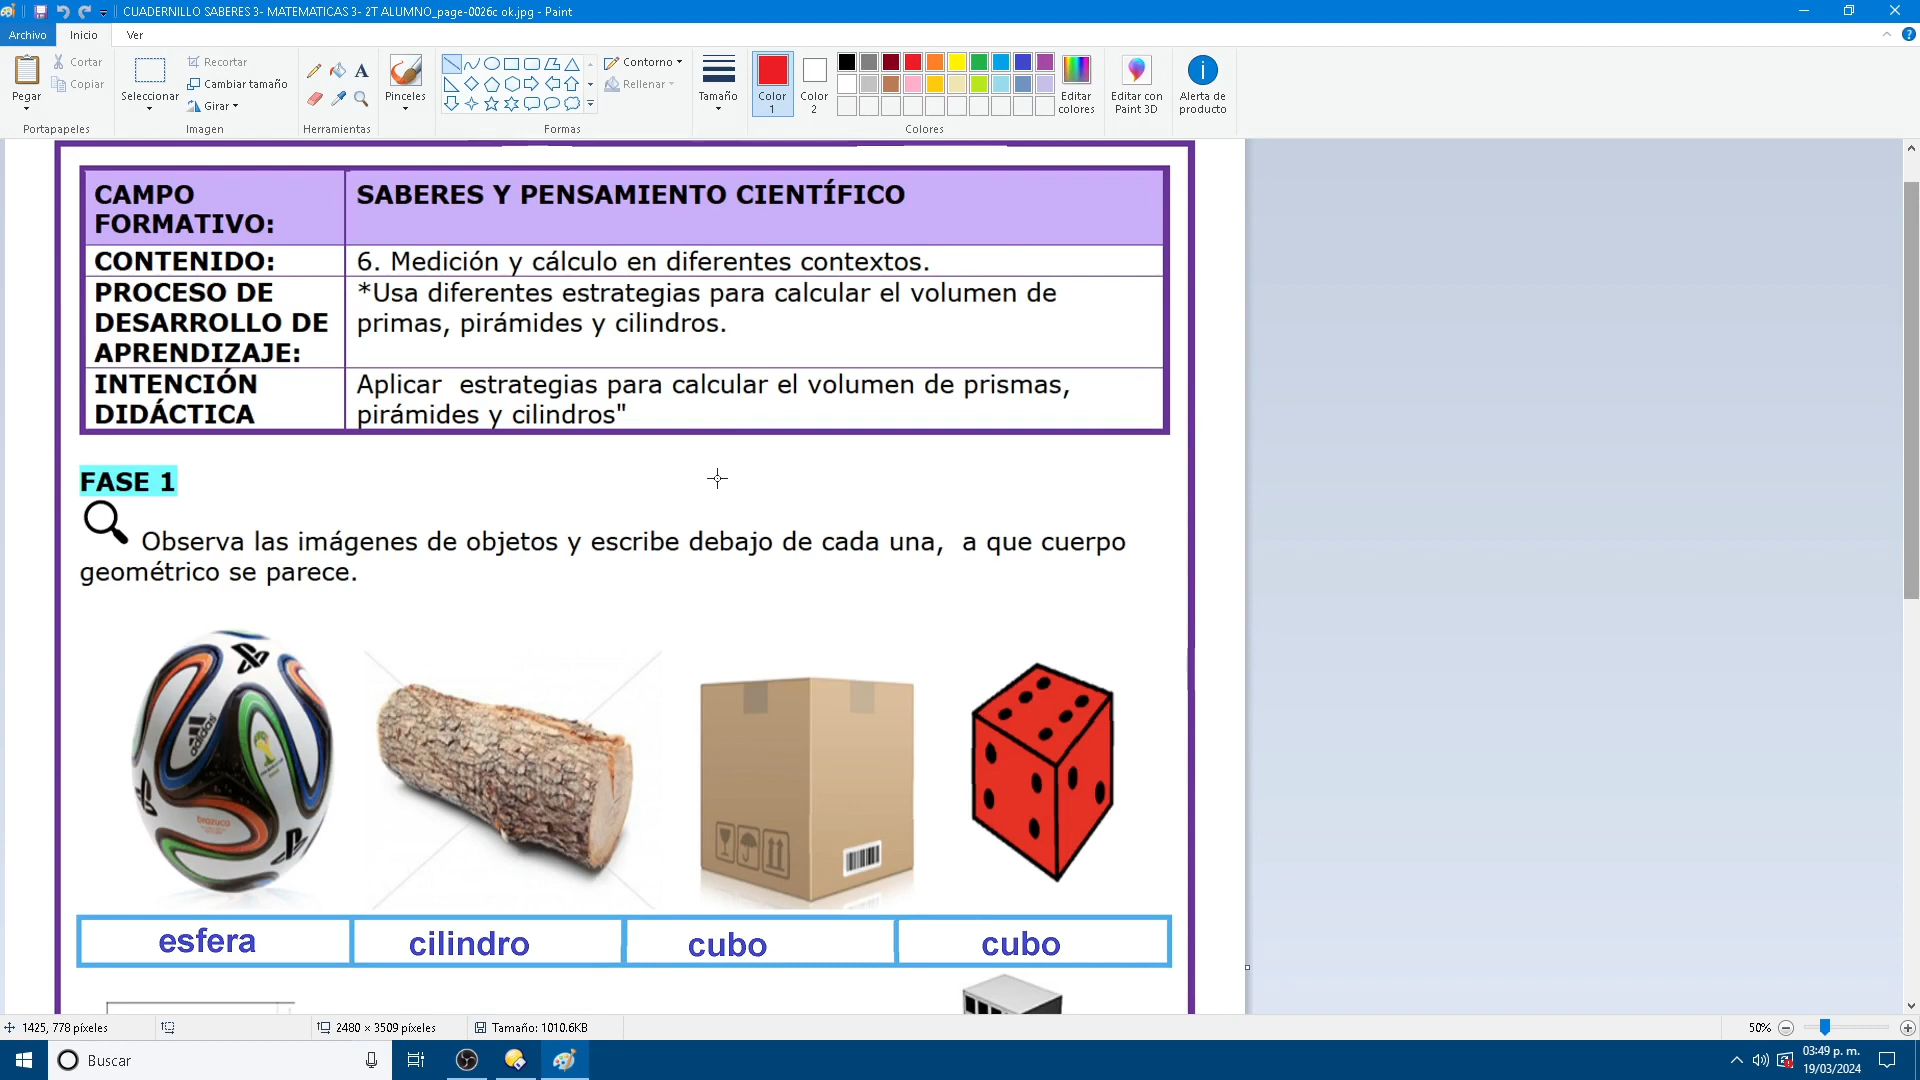 CUADERNILLO SABERES 3- MATEMATICAS 3- 2T ALUMNO_page-0026c ok.jpg - Paint
Archivo
Inicio
Ver
Pegar
Cortar
Copiar
Portapapeles
Seleccionar
Recortar
Cambiar tamaño
Girar
Imagen
A
Herramientas
Pinceles
Contorno
Rellenar
Formas
Tamaño
Color
1
Color
2
Colores
Editar
colores
Editar con
Paint 3D
Alerta de
producto
CAMPO
FORMATIVO:
SABERES Y PENSAMIENTO CIENTÍFICO
CONTENIDO:
6. Medición y cálculo en diferentes contextos.
PROCESO DE
DESARROLLO DE
APRENDIZAJE:
*Usa diferentes estrategias para calcular el volumen de
primas, pirámides y cilindros.
INTENCIÓN
DIDÁCTICA
Aplicar  estrategias para calcular el volumen de prismas,
pirámides y cilindros"
FASE 1
Observa las imágenes de objetos y escribe debajo de cada una,  a que cuerpo
geométrico se parece.
adidas
brazuca
esfera
cilindro
cubo
cubo
1425, 778 píxeles
2480 × 3509 píxeles
Tamaño: 1010.6KB
50%
Buscar
03:49 p. m.
19/03/2024